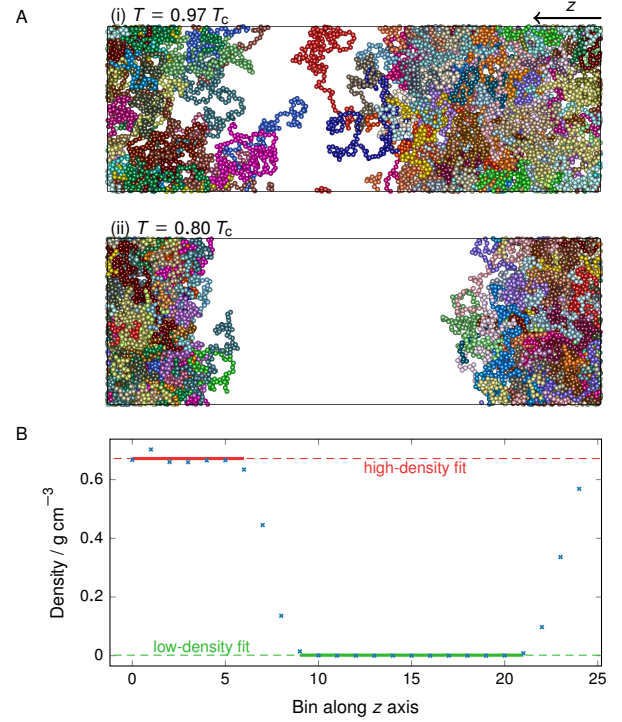 A
(i) T = 0.97 Tc
z
(ii) T = 0.80 Tc
B
high-density fit
low-density fit
Density / g cm⁻³
0.6
0.4
0.2
0
0 5 10 15 20 25
Bin along z axis